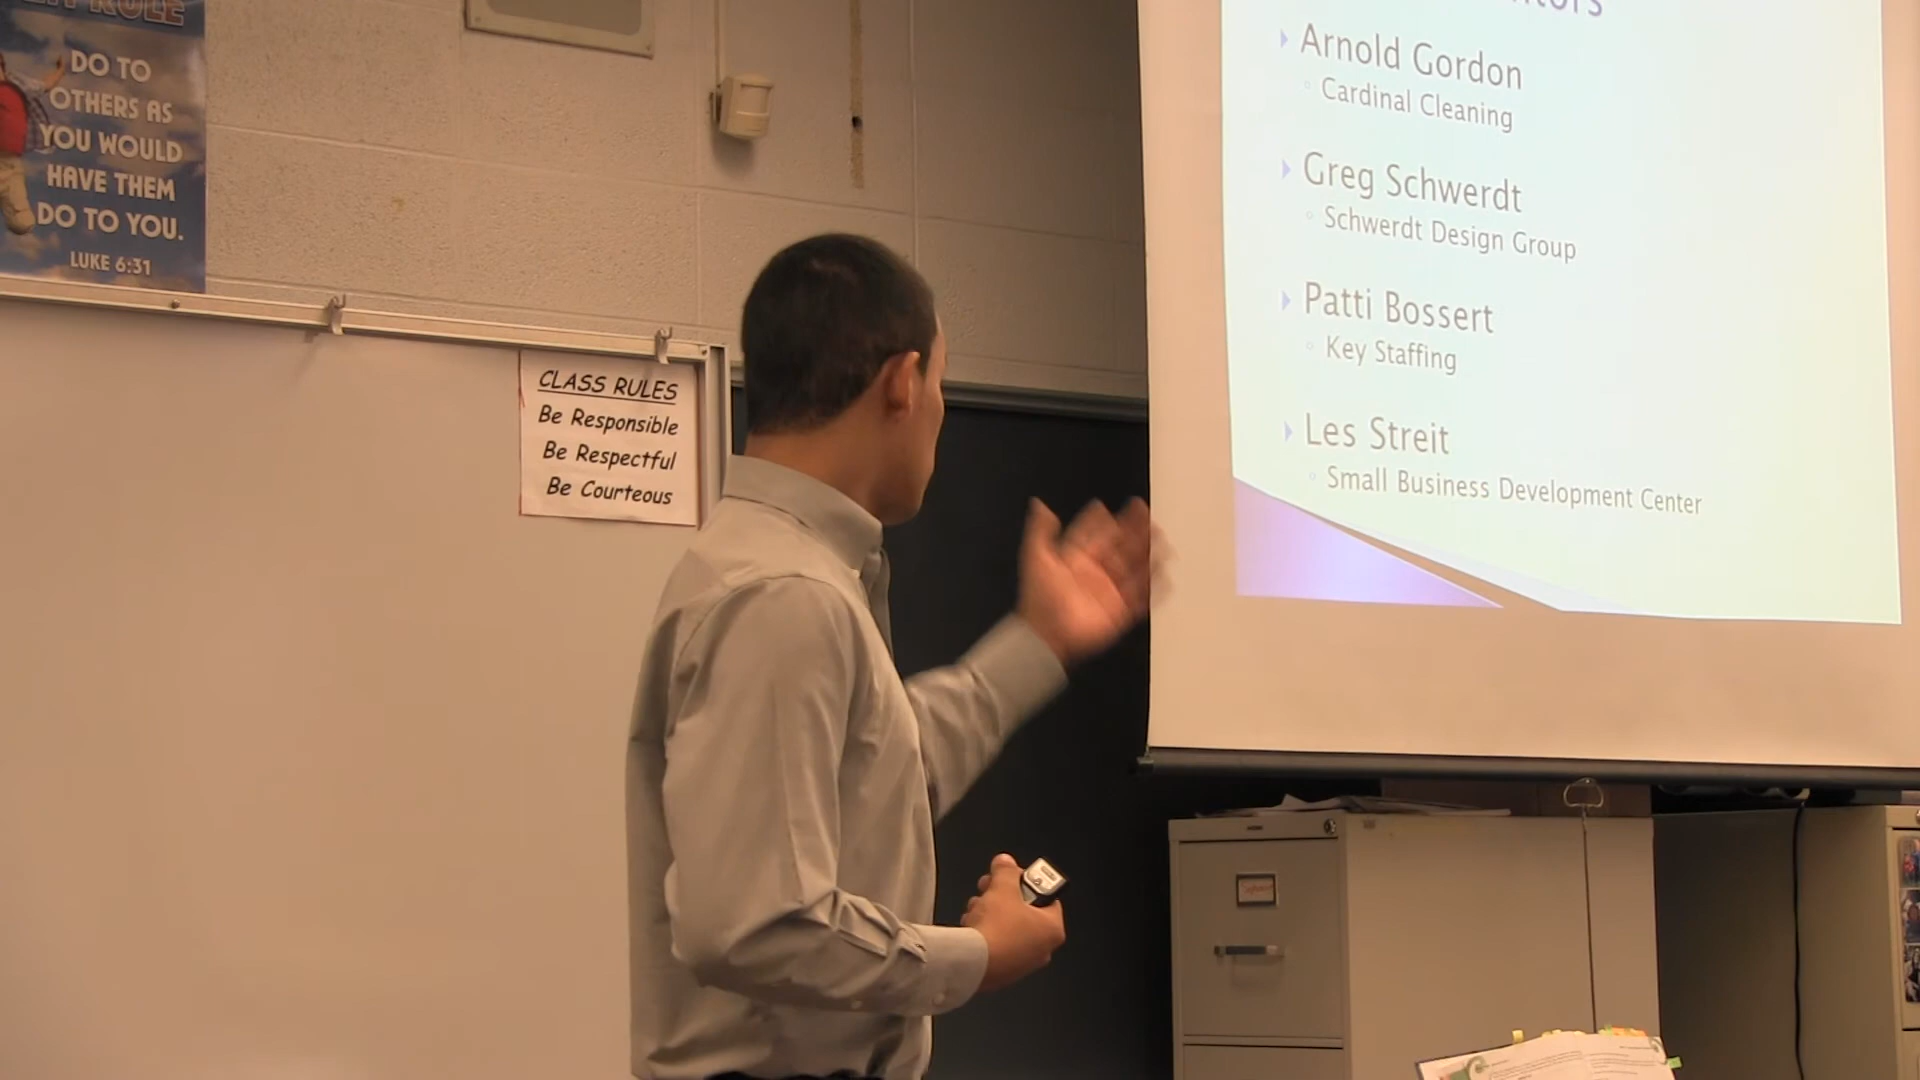 RULE
DO TO
OTHERS AS
YOU WOULD
HAVE THEM
DO TO YOU.
LUKE 6:31
CLASS RULES
Be Responsible
Be Respectful
Be Courteous
Arnold Gordon
Cardinal Cleaning
Greg Schwerdt
Schwerdt Design Group
Patti Bossert
Key Staffing
Les Streit
Small Business Development Center